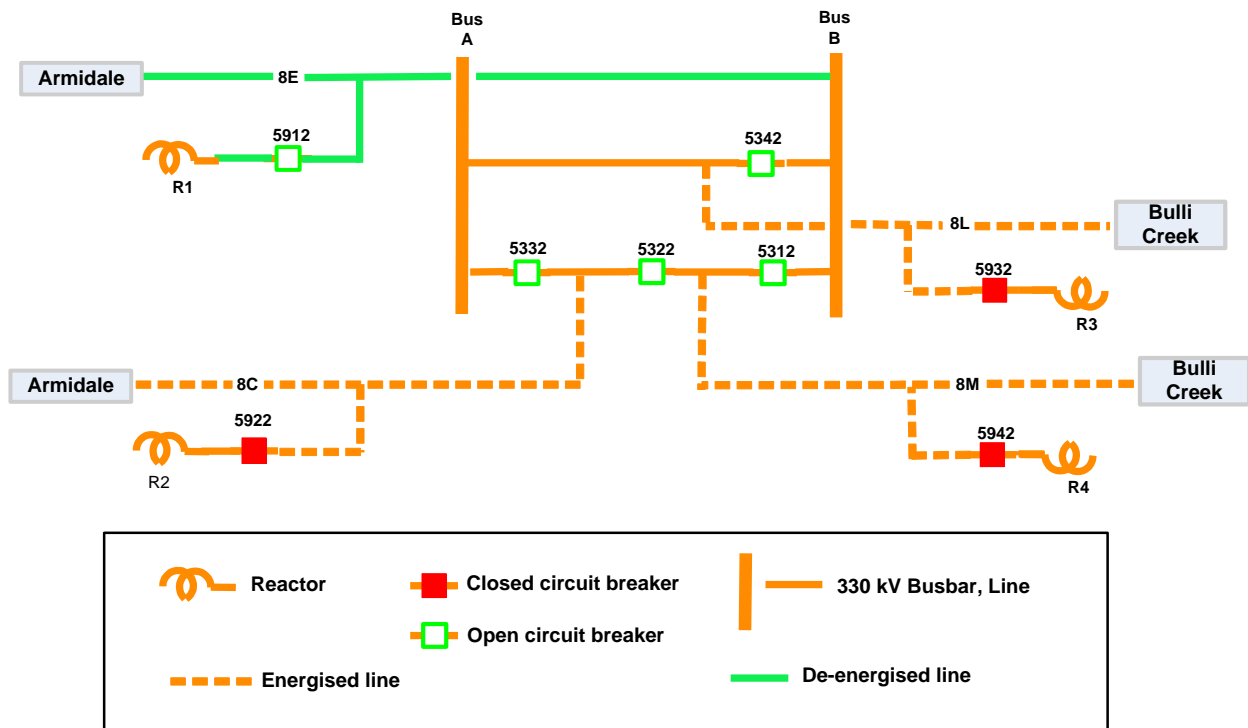 Bus
A
Bus
B
Armidale
8E
5912
R1
5342
8L
Bulli
Creek
5332
5322
5312
5932
R3
Armidale
8C
8M
Bulli
Creek
5922
R2
5942
R4
Reactor
Closed circuit breaker
330 kV Busbar, Line
Open circuit breaker
Energised line
De-energised line